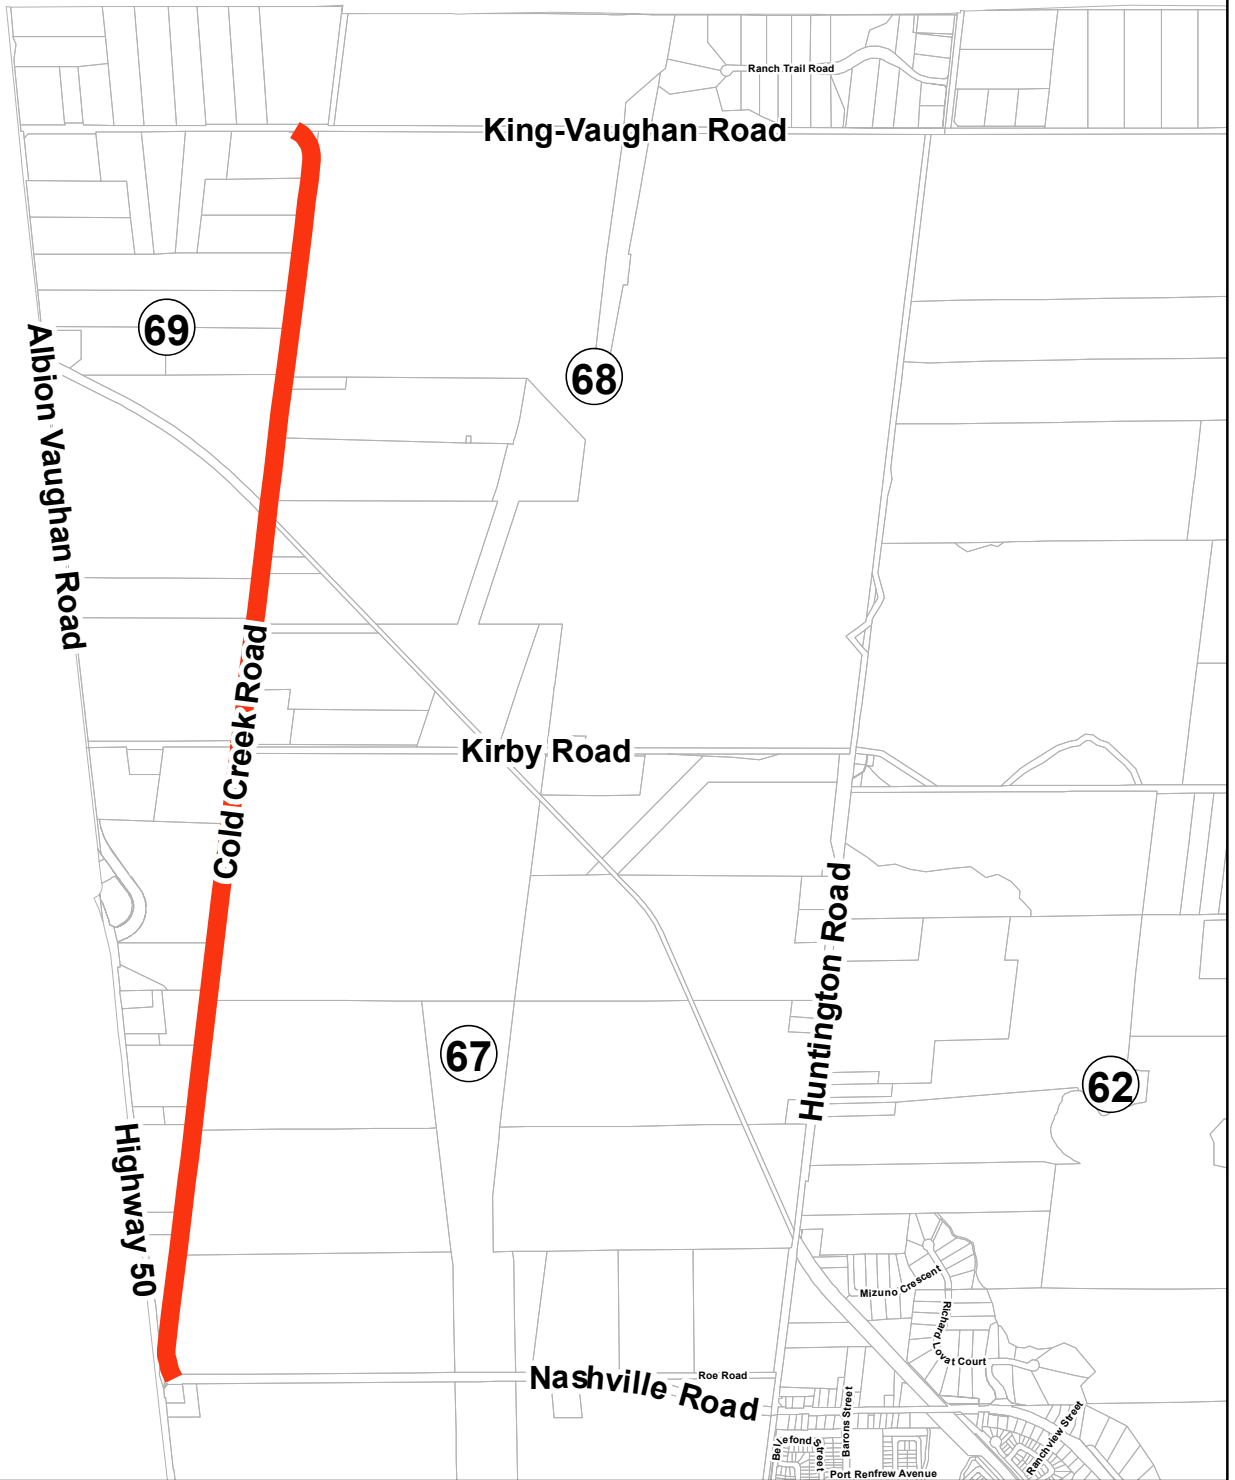 Ranch Trail Road
King-Vaughan Road
69
Albion Vaughan Road
68
Cold Creek Road
Kirby Road
Huntington Road
67
62
Highway 50
Mizuno Crescent
Richard Lovat Court
Nashville Road
Roe Road
Barons Street
Bellefond Street
Ranchview Street
Port Renfrew Avenue